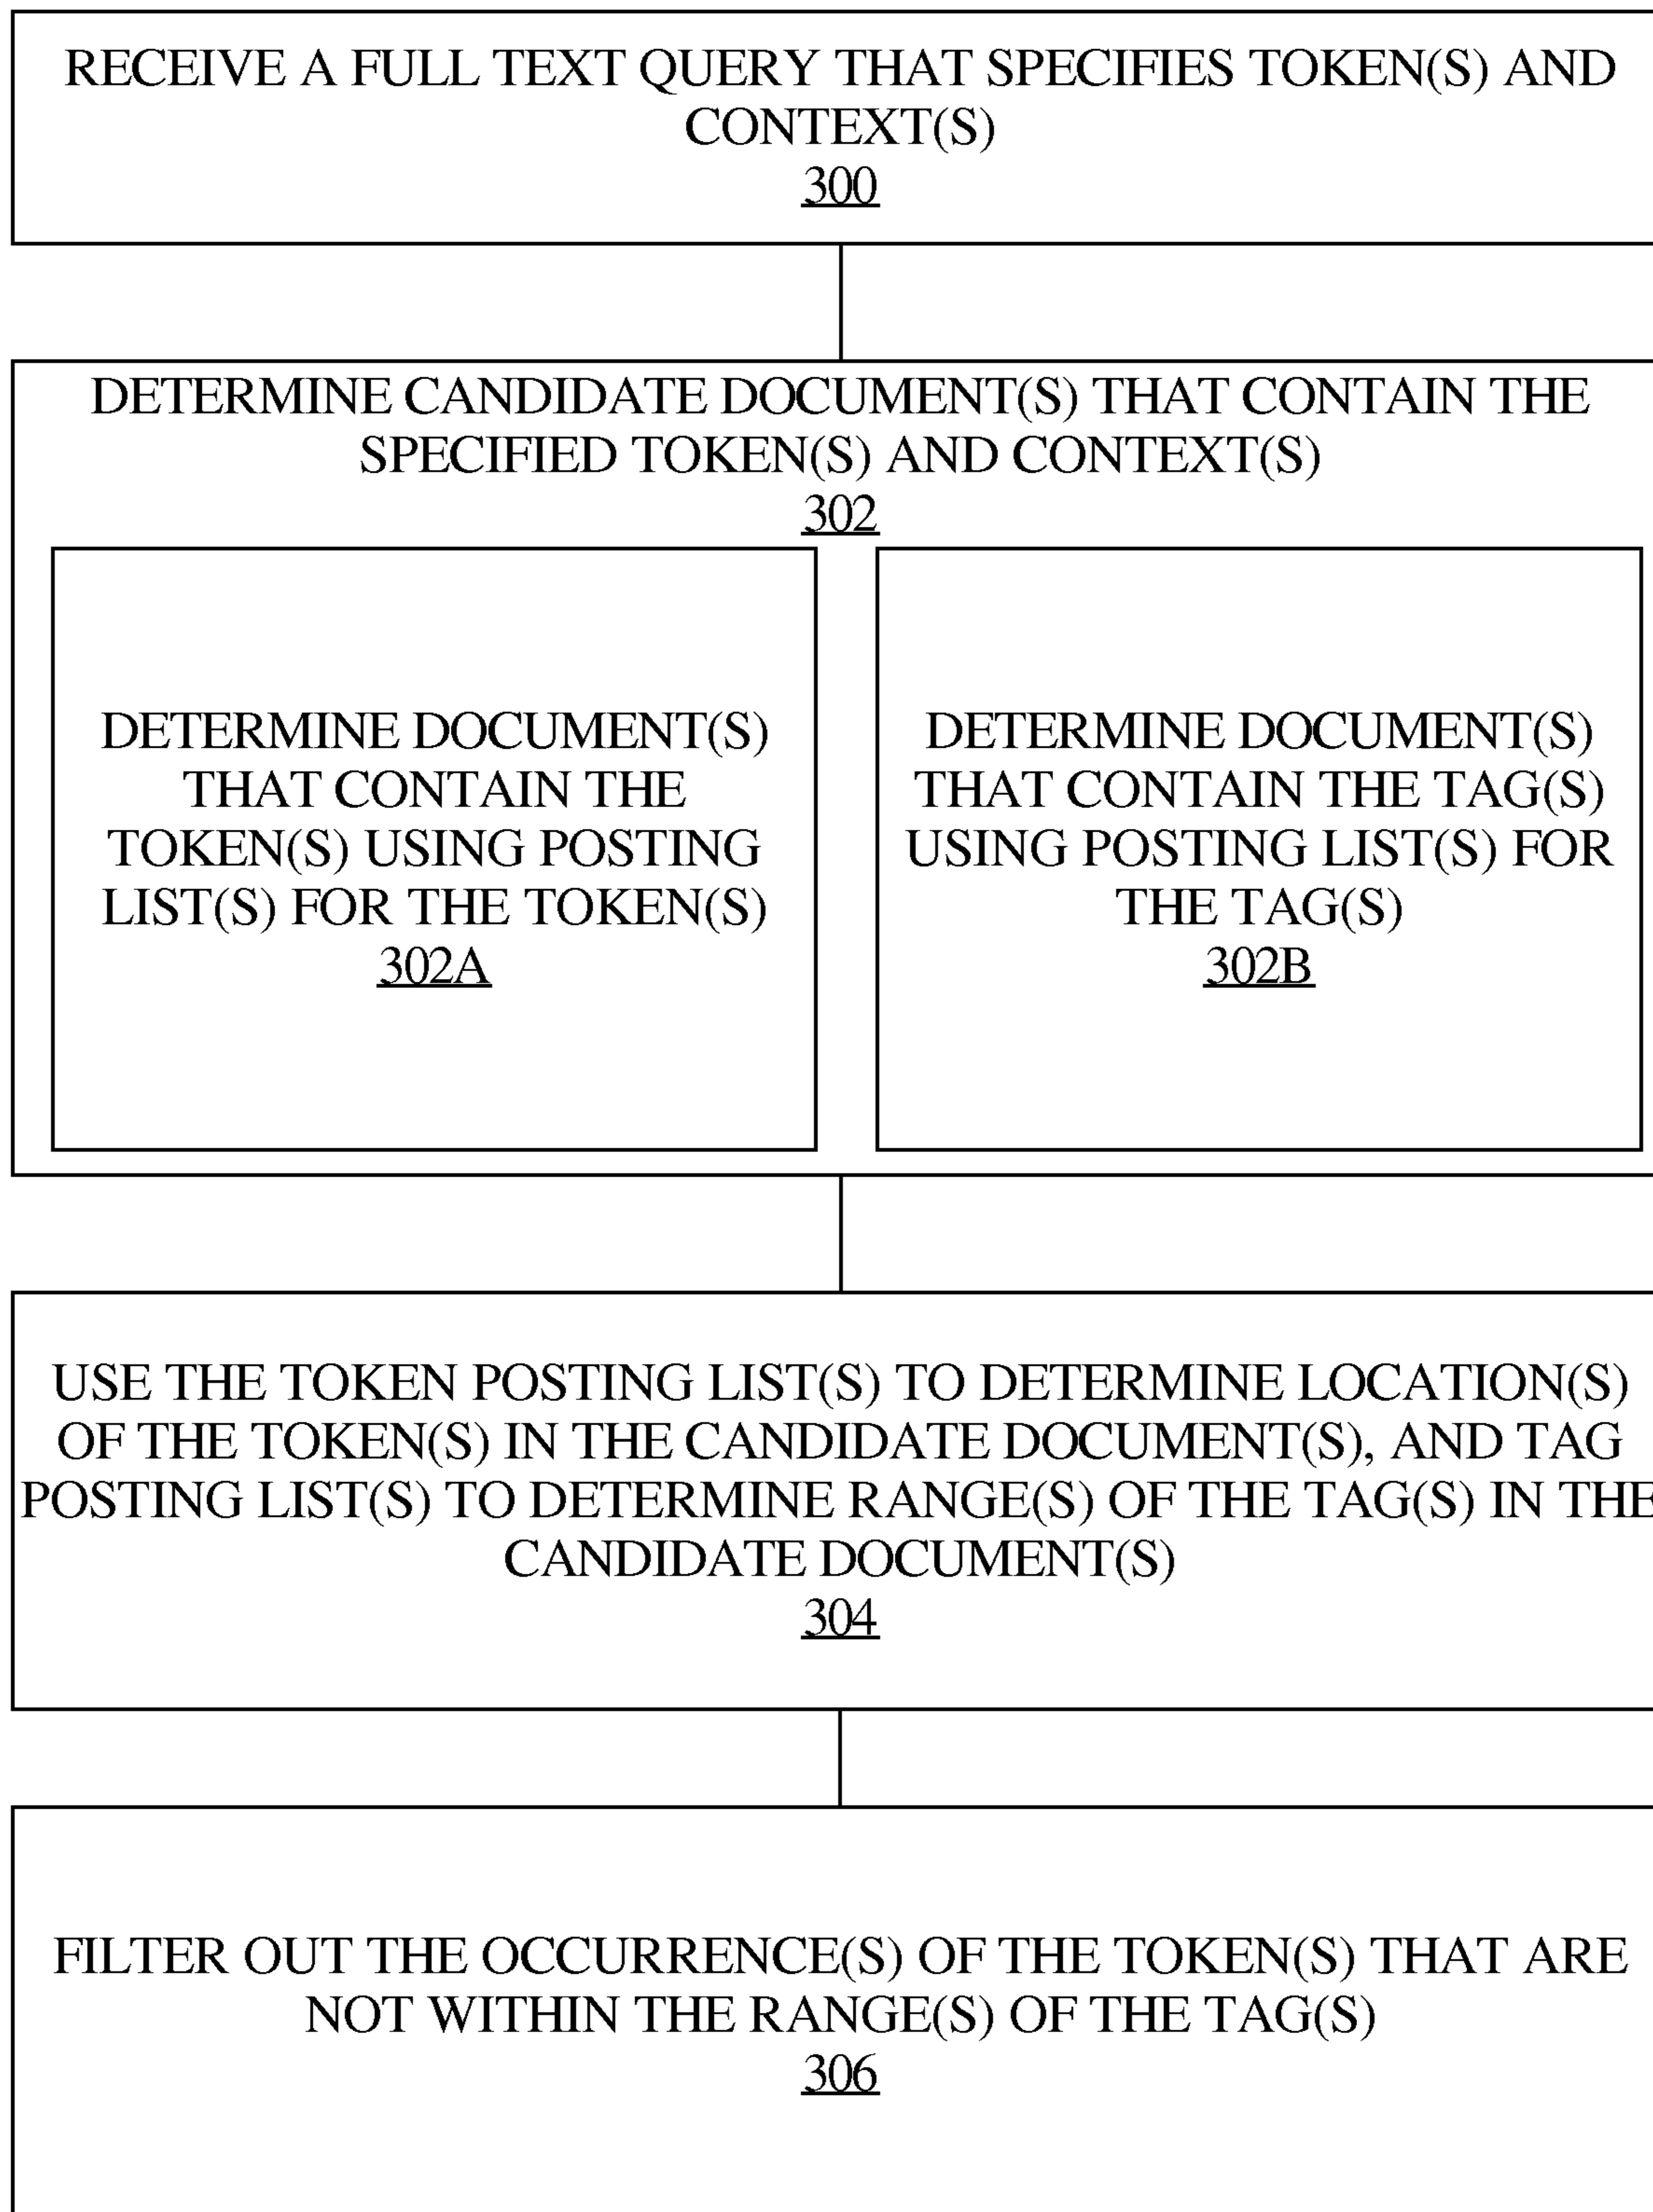 RECEIVE A FULL TEXT QUERY THAT SPECIFIES TOKEN(S) AND
CONTEXT(S)
300
DETERMINE CANDIDATE DOCUMENT(S) THAT CONTAIN THE
SPECIFIED TOKEN(S) AND CONTEXT(S)
302
DETERMINE DOCUMENT(S)
THAT CONTAIN THE
TOKEN(S) USING POSTING
LIST(S) FOR THE TOKEN(S)
302A
DETERMINE DOCUMENT(S)
THAT CONTAIN THE TAG(S)
USING POSTING LIST(S) FOR
THE TAG(S)
302B
USE THE TOKEN POSTING LIST(S) TO DETERMINE LOCATION(S)
OF THE TOKEN(S) IN THE CANDIDATE DOCUMENT(S), AND TAG
POSTING LIST(S) TO DETERMINE RANGE(S) OF THE TAG(S) IN THE
CANDIDATE DOCUMENT(S)
304
FILTER OUT THE OCCURRENCE(S) OF THE TOKEN(S) THAT ARE
NOT WITHIN THE RANGE(S) OF THE TAG(S)
306